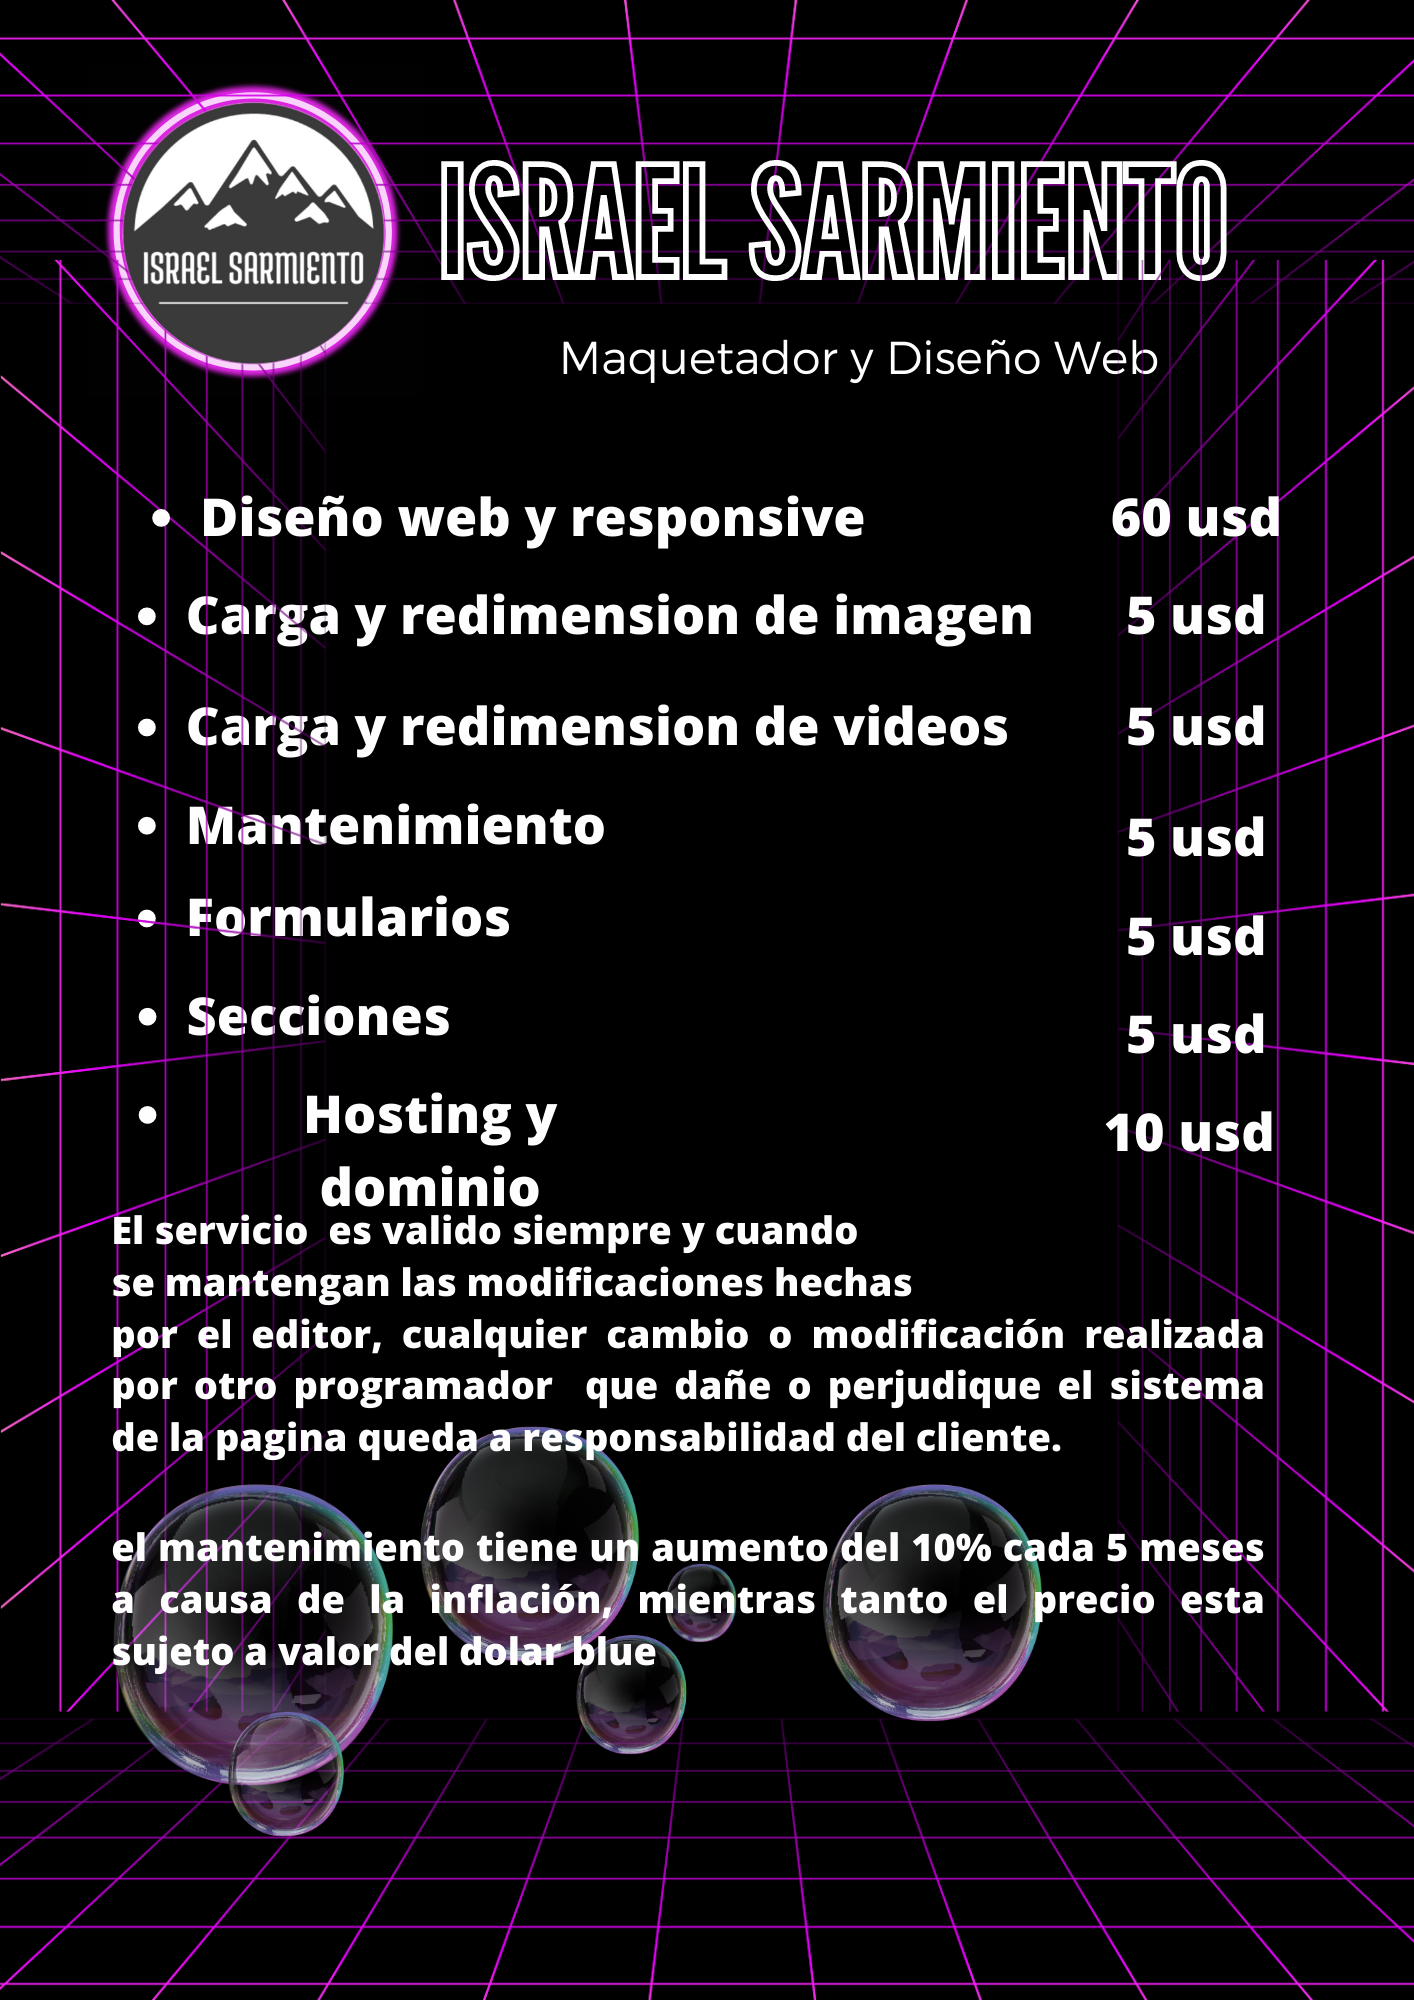 ISRAEL SARMIENTO
ISRAEL SARMIENTO
Maquetador y Diseño Web
• Diseño web y responsive 60 usd
• Carga y redimension de imagen 5 usd
• Carga y redimension de videos 5 usd
• Mantenimiento 5 usd
• Formularios 5 usd
• Secciones 5 usd
• Hosting y 10 usd
dominio
El servicio  es valido siempre y cuando
se mantengan las modificaciones hechas
por el editor, cualquier cambio o modificación realizada
por otro programador  que dañe o perjudique el sistema
de la pagina queda a responsabilidad del cliente.
el mantenimiento tiene un aumento del 10% cada 5 meses
a causa de la inflación, mientras tanto el precio esta
sujeto a valor del dolar blue